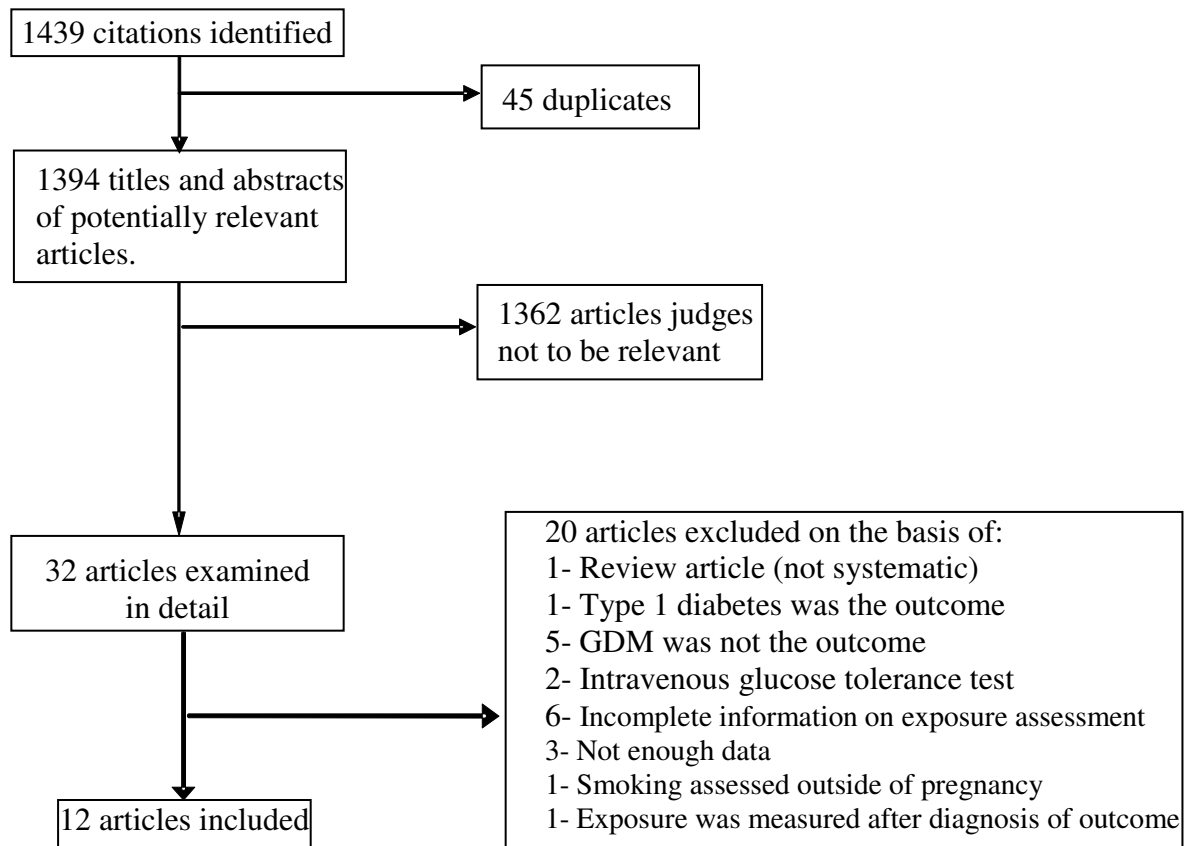 1439 citations identified
45 duplicates
1394 titles and abstracts
of potentially relevant
articles.
1362 articles judges
not to be relevant
32 articles examined
in detail
20 articles excluded on the basis of:
1- Review article (not systematic)
1- Type 1 diabetes was the outcome
5- GDM was not the outcome
2- Intravenous glucose tolerance test
6- Incomplete information on exposure assessment
3- Not enough data
1- Smoking assessed outside of pregnancy
1- Exposure was measured after diagnosis of outcome
12 articles included